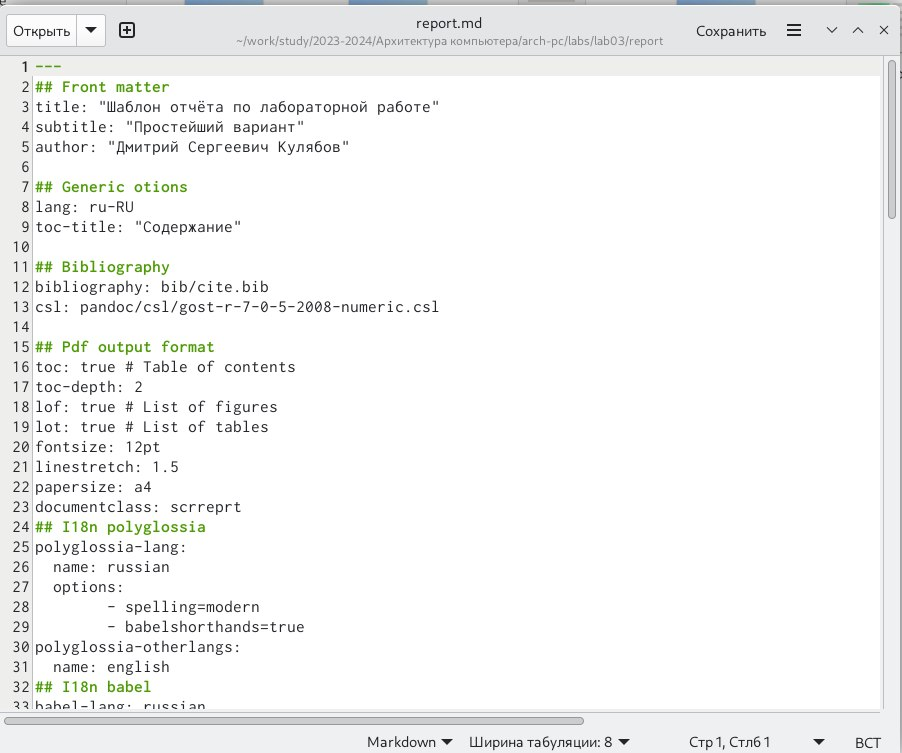 report.md
Открыть
~/work/study/2023-2024/Архитектура компьютера/arch-pc/labs/lab03/report
Сохранить
1 ---
2 ## Front matter
3 title: "Шаблон отчёта по лабораторной работе"
4 subtitle: "Простейший вариант"
5 author: "Дмитрий Сергеевич Кулябов"
6
7 ## Generic otions
8 lang: ru-RU
9 toc-title: "Содержание"
10
11 ## Bibliography
12 bibliography: bib/cite.bib
13 csl: pandoc/csl/gost-r-7-0-5-2008-numeric.csl
14
15 ## Pdf output format
16 toc: true # Table of contents
17 toc-depth: 2
18 lof: true # List of figures
19 lot: true # List of tables
20 fontsize: 12pt
21 linestretch: 1.5
22 papersize: a4
23 documentclass: scrreprt
24 ## I18n polyglossia
25 polyglossia-lang:
26   name: russian
27   options:
28         - spelling=modern
29         - babelshorthands=true
30 polyglossia-otherlangs:
31   name: english
32 ## I18n babel
33 babel-lang: russian
Markdown Ширина табуляции: 8 Стр 1, Стлб 1 ВСТ